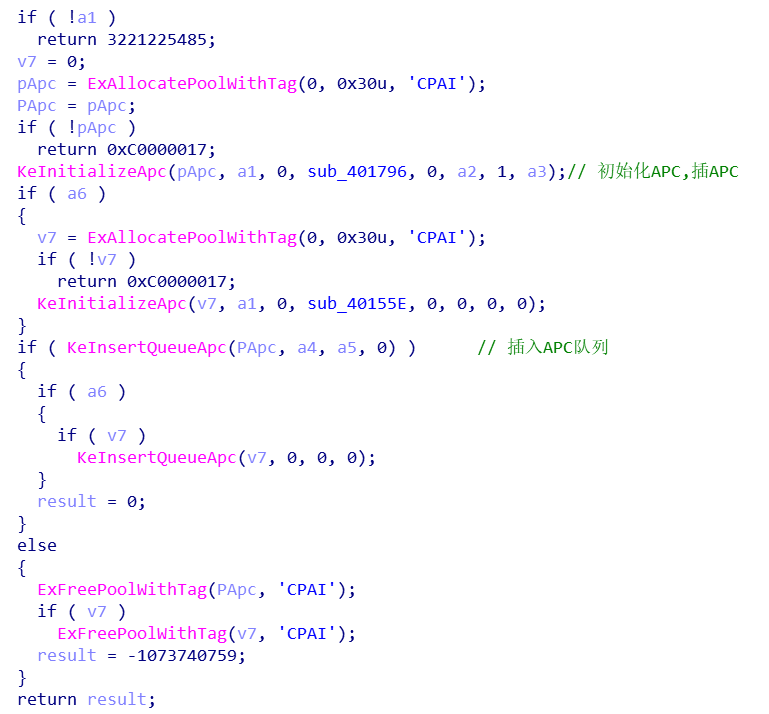 if ( !a1 )
  return 3221225485;
v7 = 0;
pApc = ExAllocatePoolWithTag(0, 0x30u, 'CPAI');
PApc = pApc;
if ( !pApc )
  return 0xC0000017;
KeInitializeApc(pApc, a1, 0, sub_401796, 0, a2, 1, a3);// 初始化APC,插APC
if ( a6 )
{
  v7 = ExAllocatePoolWithTag(0, 0x30u, 'CPAI');
  if ( !v7 )
    return 0xC0000017;
  KeInitializeApc(v7, a1, 0, sub_40155E, 0, 0, 0, 0);
}
if ( KeInsertQueueApc(PApc, a4, a5, 0) )      // 插入APC队列
{
  if ( a6 )
  {
    if ( v7 )
      KeInsertQueueApc(v7, 0, 0, 0);
  }
  result = 0;
}
else
{
  ExFreePoolWithTag(PApc, 'CPAI');
  if ( v7 )
    ExFreePoolWithTag(v7, 'CPAI');
  result = -1073740759;
}
return result;